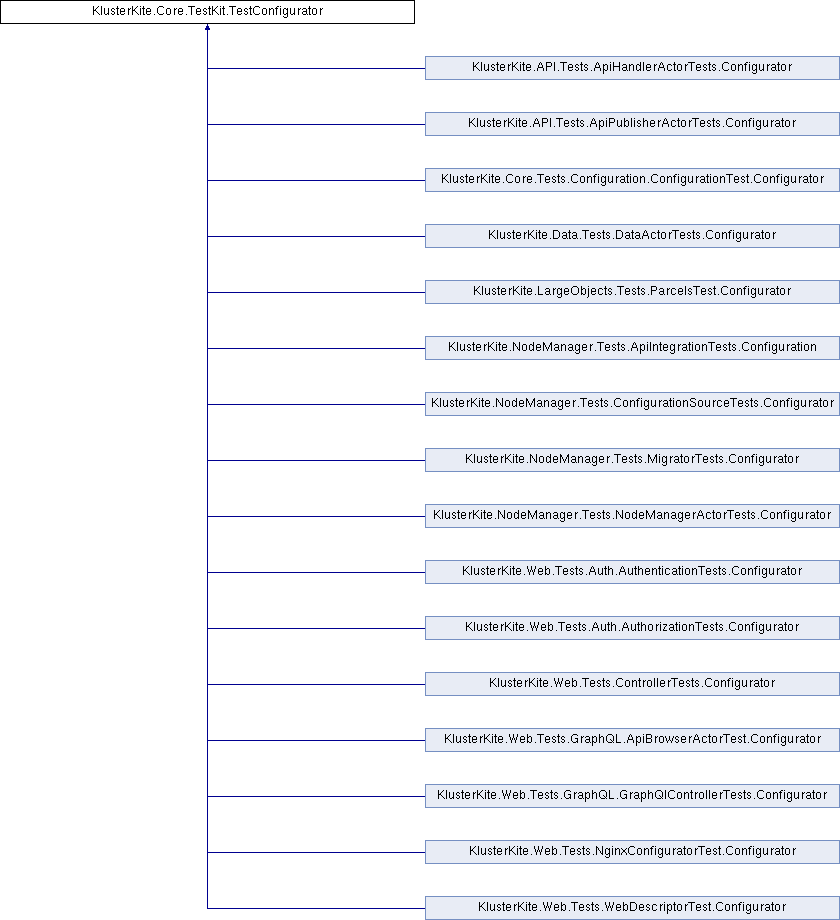 KlusterKite.Core.TestKit.TestConfigurator
KlusterKite.API.Tests.ApiHandlerActorTests.Configurator
KlusterKite.API.Tests.ApiPublisherActorTests.Configurator
KlusterKite.Core.Tests.Configuration.ConfigurationTest.Configurator
KlusterKite.Data.Tests.DataActorTests.Configurator
KlusterKite.LargeObjects.Tests.ParcelsTest.Configurator
KlusterKite.NodeManager.Tests.ApiIntegrationTests.Configuration
KlusterKite.NodeManager.Tests.ConfigurationSourceTests.Configurator
KlusterKite.NodeManager.Tests.MigratorTests.Configurator
KlusterKite.NodeManager.Tests.NodeManagerActorTests.Configurator
KlusterKite.Web.Tests.Auth.AuthenticationTests.Configurator
KlusterKite.Web.Tests.Auth.AuthorizationTests.Configurator
KlusterKite.Web.Tests.ControllerTests.Configurator
KlusterKite.Web.Tests.GraphQL.ApiBrowserActorTest.Configurator
KlusterKite.Web.Tests.GraphQL.GraphQlControllerTests.Configurator
KlusterKite.Web.Tests.NginxConfiguratorTest.Configurator
KlusterKite.Web.Tests.WebDescriptorTest.Configurator